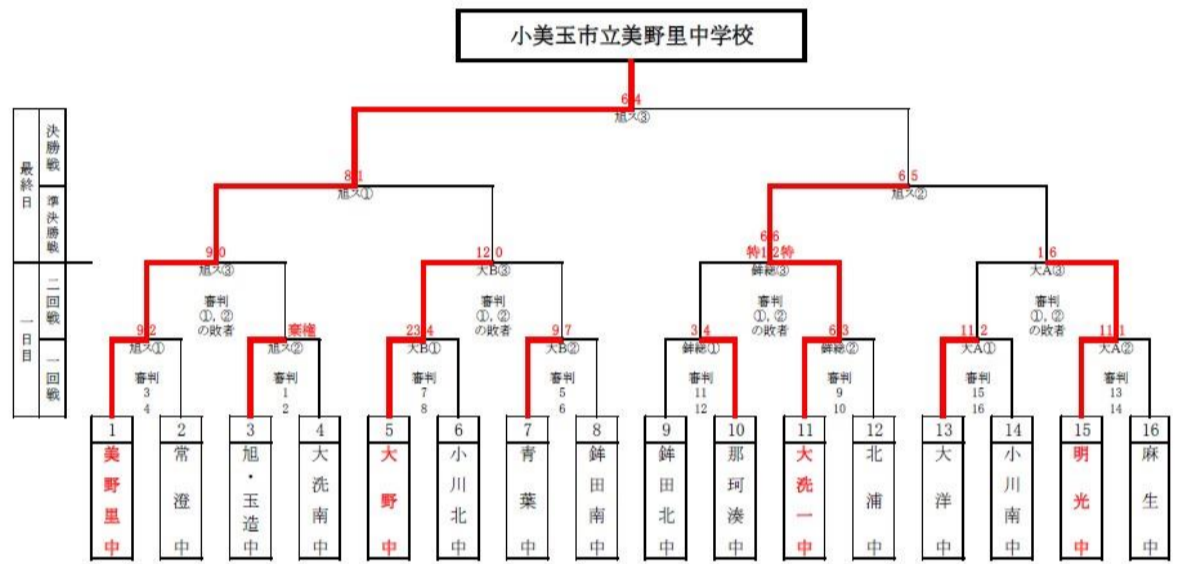 小美玉市立美野里中学校
6 4
旭ス③
決勝戦
最終日
準決勝戦
8 1
旭ス①
6 5
旭ス②
9 0
旭ス③
12 0
大B③
6 6
特1 2特
鉾総③
1 6
大A③
二回戦
一日目
一回戦
審判
①,②
の敗者
審判
①,②
の敗者
審判
①,②
の敗者
審判
①,②
の敗者
9 2
旭ス①
棄権
旭ス②
23 4
大B①
9 7
大B②
3 4
鉾総①
6 3
鉾総②
11 2
大A①
11 1
大A②
審判
3
4
審判
1
2
審判
7
8
審判
5
6
審判
11
12
審判
9
10
審判
15
16
審判
13
14
1
美野里中
2
常澄中
3
旭・玉造中
4
大洗南中
5
大野中
6
小川北中
7
青葉中
8
鉾田南中
9
鉾田北中
10
那珂湊中
11
大洗一中
12
北浦中
13
大洋中
14
小川南中
15
明光中
16
麻生中